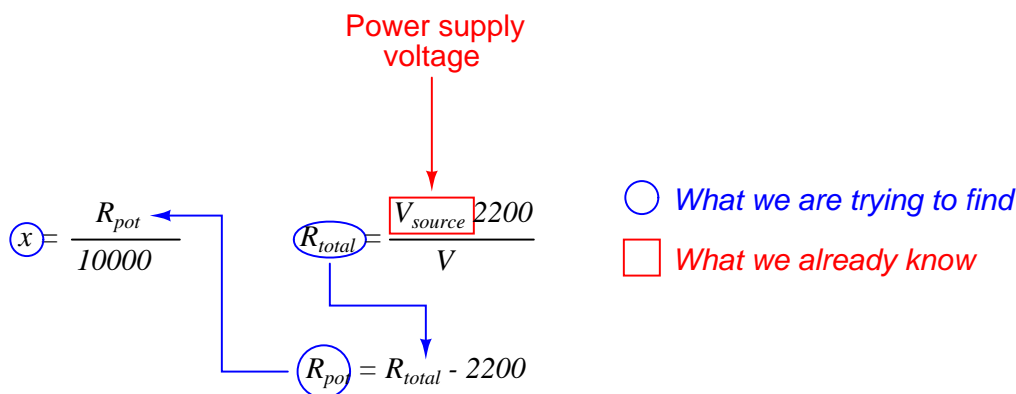 Power supply
voltage
x = R_pot / 10000
R_total = V_source 2200 / V
What we are trying to find
What we already know
R_pot = R_total - 2200